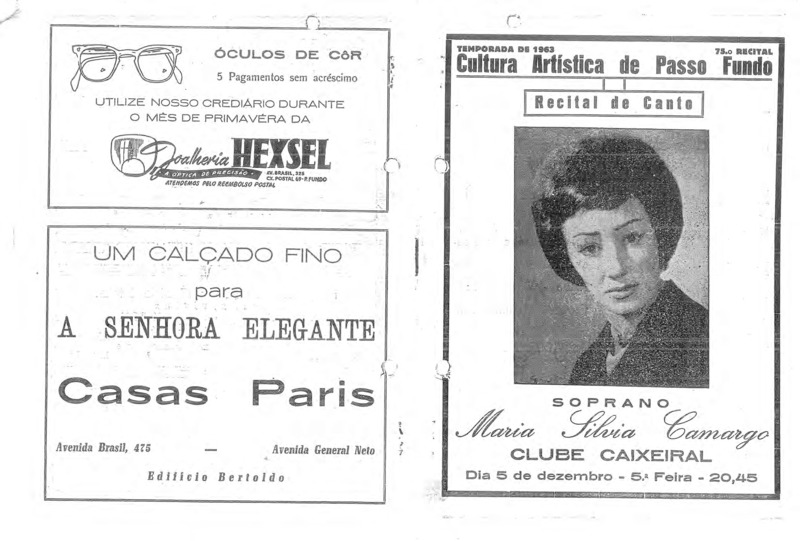 ÓCULOS DE CôR
5 Pagamentos sem acréscimo
UTILIZE NOSSO CREDIÁRIO DURANTE
O MÊS DE PRIMAVÉRA DA
Joalheria HEXSEL
A OPTICA DE PRECISÃO -
AV. BRASIL, 325
CX. POSTAL 49 - P. FUNDO
ATENDEMOS PELO REEMBOLSO POSTAL
UM CALÇADO FINO
para
A SENHORA ELEGANTE
Casas Paris
Avenida Brasil, 475 — Avenida General Neto
Edifício Bertoldo
TEMPORADA DE 1963 75.o RECITAL
Cultura Artística de Passo Fundo
Recital de Canto
SOPRANO
Maria Silvia Camargo
CLUBE CAIXEIRAL
Dia 5 de dezembro - 5.ª Feira - 20,45